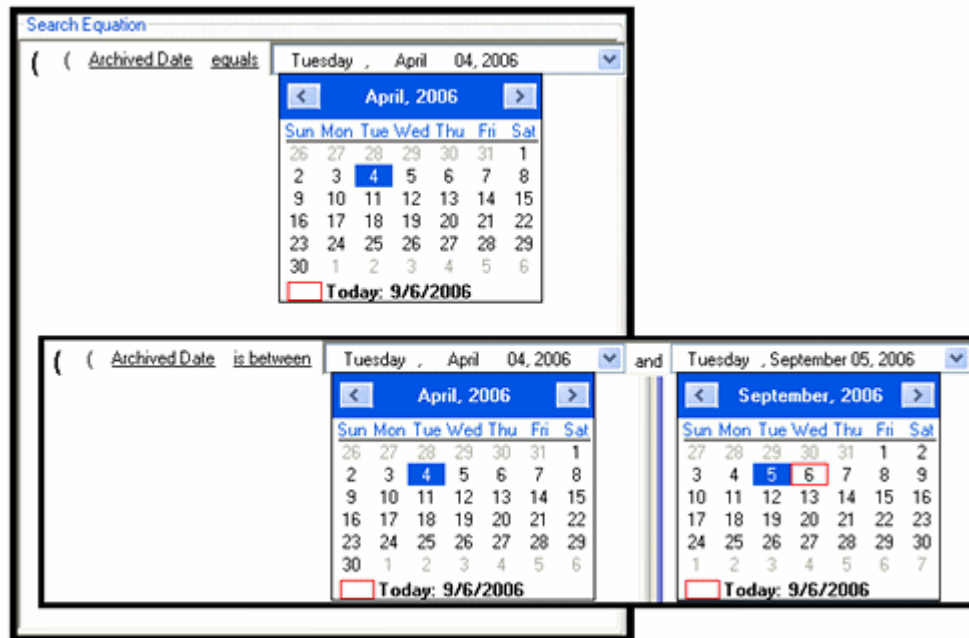 Search Equation
( ( Archived Date equals Tuesday , April 04, 2006
April, 2006
Sun Mon Tue Wed Thu Fri Sat
26 27 28 29 30 31 1
2 3 4 5 6 7 8
9 10 11 12 13 14 15
16 17 18 19 20 21 22
23 24 25 26 27 28 29
30 1 2 3 4 5 6
Today: 9/6/2006
( ( Archived Date is between Tuesday , April 04, 2006 and Tuesday , September 05, 2006
April, 2006
Sun Mon Tue Wed Thu Fri Sat
26 27 28 29 30 31 1
2 3 4 5 6 7 8
9 10 11 12 13 14 15
16 17 18 19 20 21 22
23 24 25 26 27 28 29
30 1 2 3 4 5 6
Today: 9/6/2006
September, 2006
Sun Mon Tue Wed Thu Fri Sat
27 28 29 30 31 1 2
3 4 5 6 7 8 9
10 11 12 13 14 15 16
17 18 19 20 21 22 23
24 25 26 27 28 29 30
1 2 3 4 5 6 7
Today: 9/6/2006